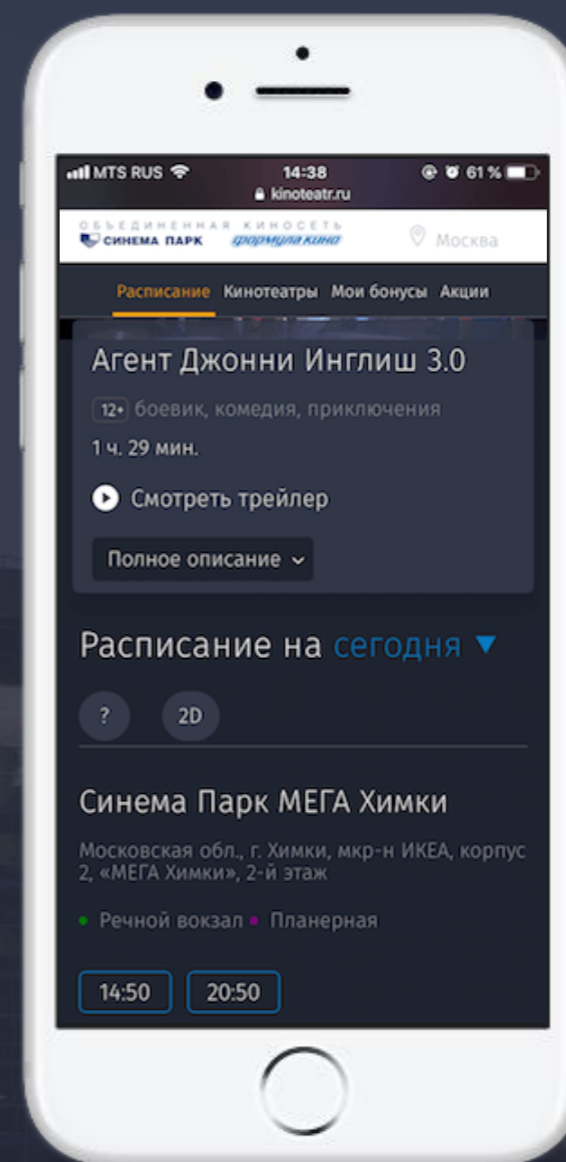 MTS RUS 14:38 61 %
kinoteatr.ru
ОБЪЕДИНЕННАЯ КИНОСЕТЬ
СИНЕМА ПАРК формула кино Москва
Расписание Кинотеатры Мои бонусы Акции
Агент Джонни Инглиш 3.0
12+ боевик, комедия, приключения
1 ч. 29 мин.
Смотреть трейлер
Полное описание
Расписание на сегодня
? 2D
Синема Парк МЕГА Химки
Московская обл., г. Химки, мкр-н ИКЕА, корпус
2, «МЕГА Химки», 2-й этаж
Речной вокзал Планерная
14:50 20:50